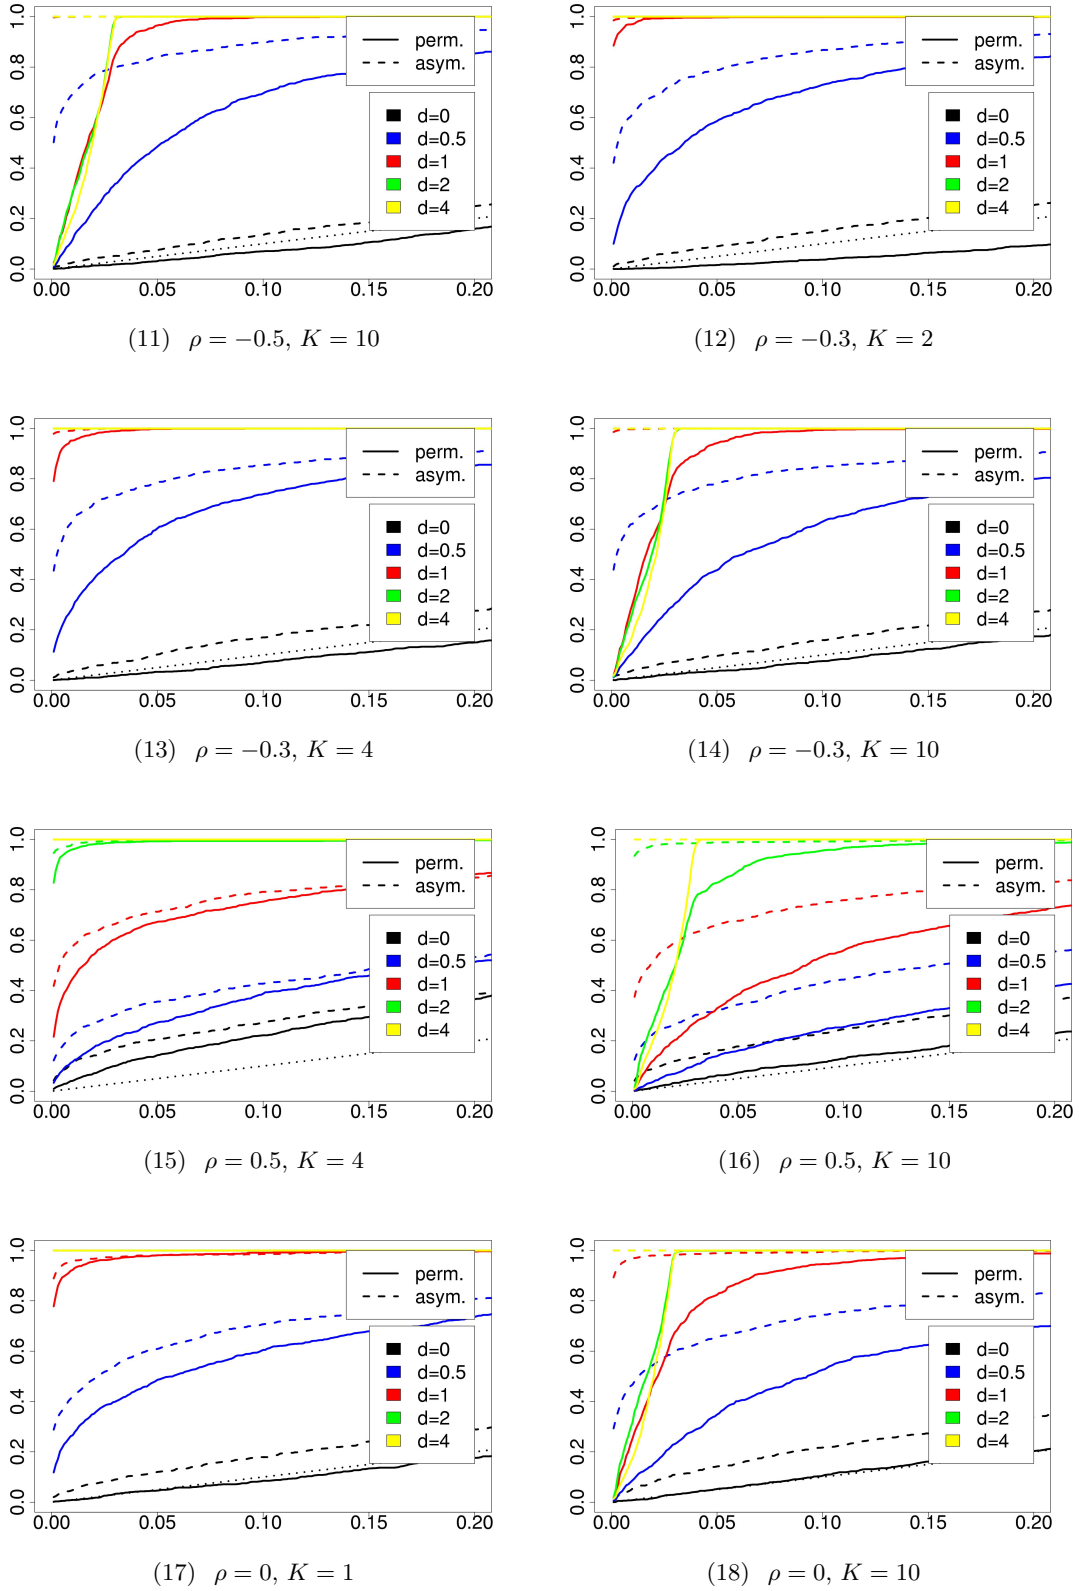 1.0
0.8
0.6
0.4
0.2
0.0
0.00 0.05 0.10 0.15 0.20
perm.
asym.
d=0
d=0.5
d=1
d=2
d=4
(11) ρ = −0.5, K = 10
1.0
0.8
0.6
0.4
0.2
0.0
0.00 0.05 0.10 0.15 0.20
perm.
asym.
d=0
d=0.5
d=1
d=2
d=4
(12) ρ = −0.3, K = 2
1.0
0.8
0.6
0.4
0.2
0.0
0.00 0.05 0.10 0.15 0.20
perm.
asym.
d=0
d=0.5
d=1
d=2
d=4
(13) ρ = −0.3, K = 4
1.0
0.8
0.6
0.4
0.2
0.0
0.00 0.05 0.10 0.15 0.20
perm.
asym.
d=0
d=0.5
d=1
d=2
d=4
(14) ρ = −0.3, K = 10
1.0
0.8
0.6
0.4
0.2
0.0
0.00 0.05 0.10 0.15 0.20
perm.
asym.
d=0
d=0.5
d=1
d=2
d=4
(15) ρ = 0.5, K = 4
1.0
0.8
0.6
0.4
0.2
0.0
0.00 0.05 0.10 0.15 0.20
perm.
asym.
d=0
d=0.5
d=1
d=2
d=4
(16) ρ = 0.5, K = 10
1.0
0.8
0.6
0.4
0.2
0.0
0.00 0.05 0.10 0.15 0.20
perm.
asym.
d=0
d=0.5
d=1
d=2
d=4
(17) ρ = 0, K = 1
1.0
0.8
0.6
0.4
0.2
0.0
0.00 0.05 0.10 0.15 0.20
perm.
asym.
d=0
d=0.5
d=1
d=2
d=4
(18) ρ = 0, K = 10